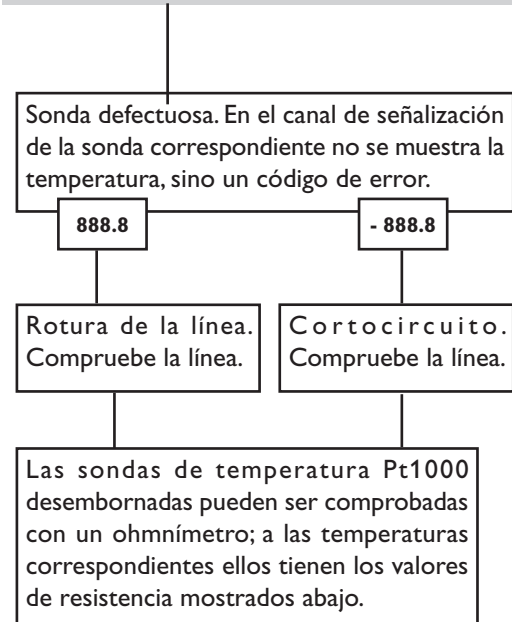 Sonda defectuosa. En el canal de señalización
de la sonda correspondiente no se muestra la
temperatura, sino un código de error.
888.8
- 888.8
Rotura de la línea.
Compruebe la línea.
Cortocircuito.
Compruebe la línea.
Las sondas de temperatura Pt1000
desembornadas pueden ser comprobadas
con un ohmnímetro; a las temperaturas
correspondientes ellos tienen los valores
de resistencia mostrados abajo.